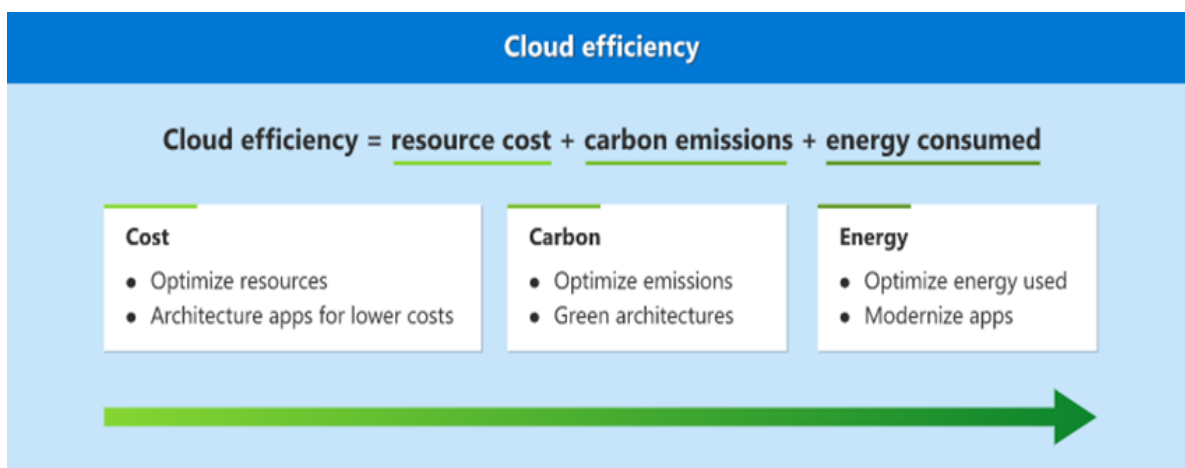 Cloud efficiency
Cloud efficiency = resource cost + carbon emissions + energy consumed
Cost
• Optimize resources
• Architecture apps for lower costs
Carbon
• Optimize emissions
• Green architectures
Energy
• Optimize energy used
• Modernize apps